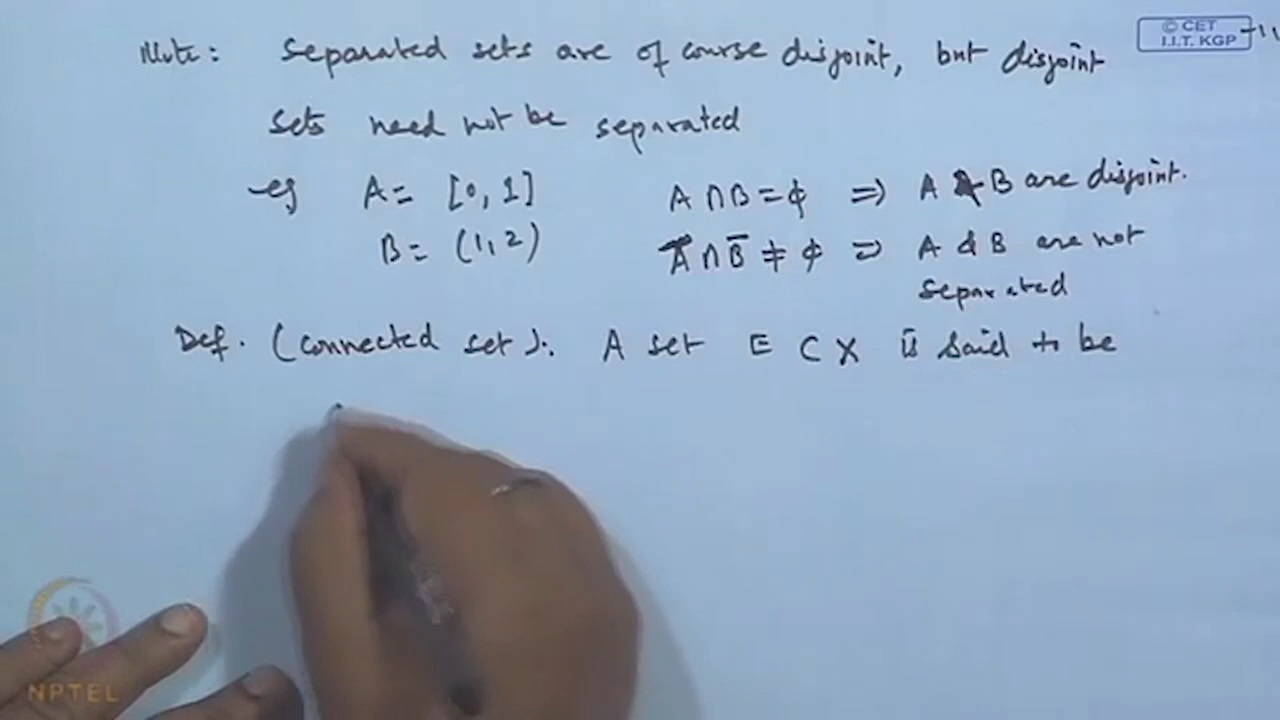 Note: Separated sets are of course disjoint, but disjoint
sets need not be separated
eg A = [0, 1] A ∩ B = ϕ ⇒ A & B are disjoint.
B = (1, 2) A ∩ B̅ ≠ ϕ ⇒ A & B are not
separated
Def. (Connected set): A set E ⊂ X is said to be
© CET
I.I.T. KGP
NPTEL